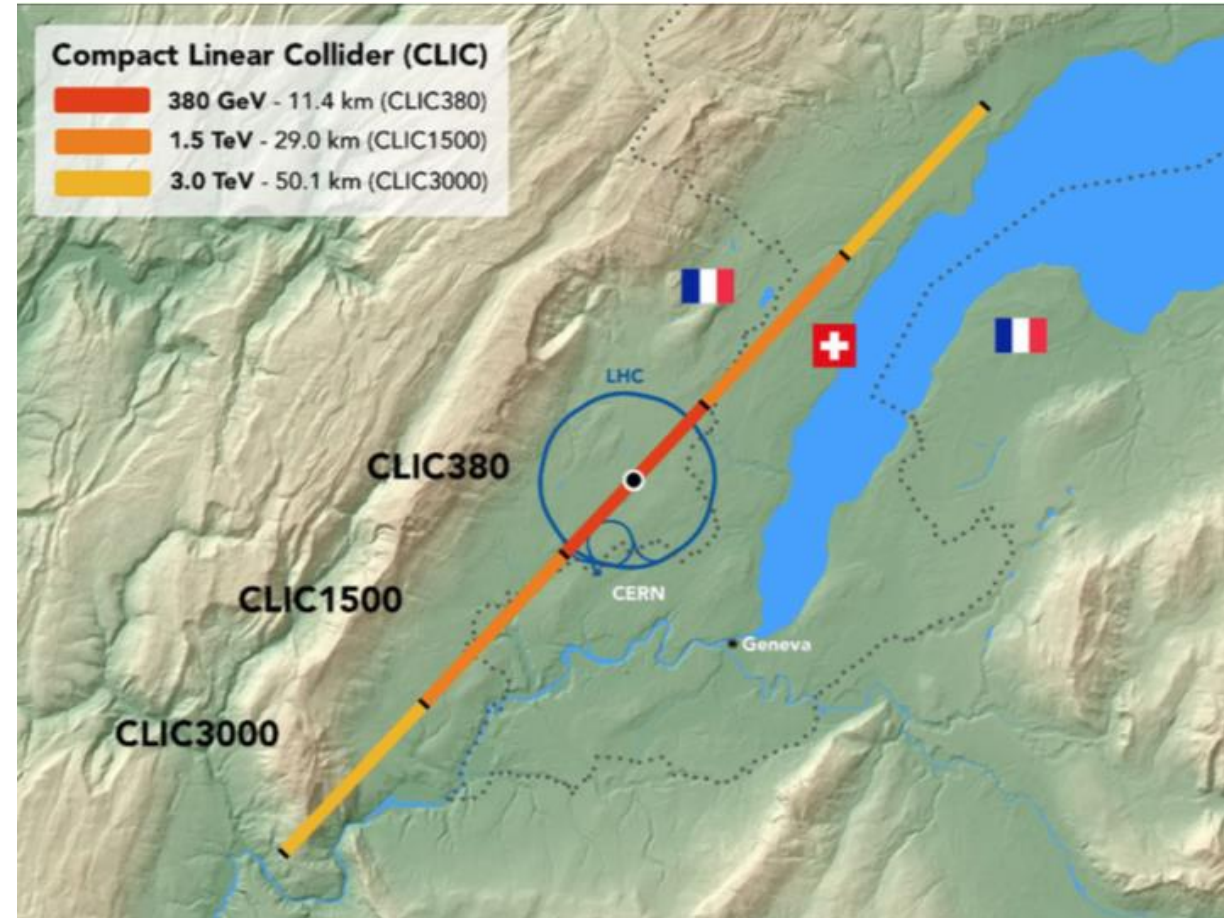 Compact Linear Collider (CLIC)
380 GeV - 11.4 km (CLIC380)
1.5 TeV - 29.0 km (CLIC1500)
3.0 TeV - 50.1 km (CLIC3000)
LHC
CLIC380
CLIC1500
CERN
Geneva
CLIC3000